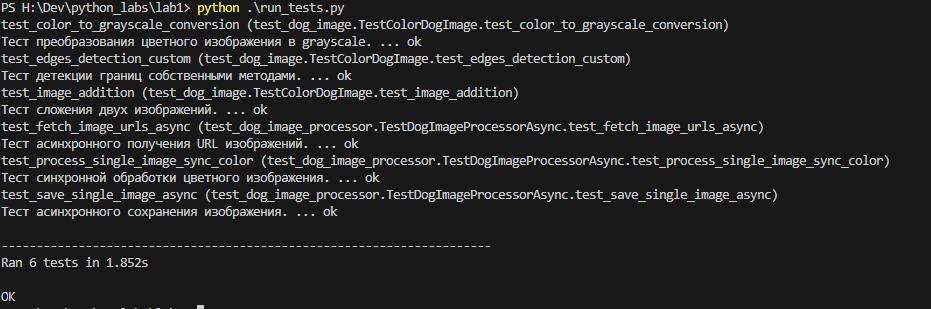 PS H:\Dev\python_labs\lab1> python .\run_tests.py
test_color_to_grayscale_conversion (test_dog_image.TestColorDogImage.test_color_to_grayscale_conversion)
Тест преобразования цветного изображения в grayscale. ... ok
test_edges_detection_custom (test_dog_image.TestColorDogImage.test_edges_detection_custom)
Тест детекции границ собственными методами. ... ok
test_image_addition (test_dog_image.TestColorDogImage.test_image_addition)
Тест сложения двух изображений. ... ok
test_fetch_image_urls_async (test_dog_image_processor.TestDogImageProcessorAsync.test_fetch_image_urls_async)
Тест асинхронного получения URL изображений. ... ok
test_process_single_image_sync_color (test_dog_image_processor.TestDogImageProcessorAsync.test_process_single_image_sync_color)
Тест синхронной обработки цветного изображения. ... ok
test_save_single_image_async (test_dog_image_processor.TestDogImageProcessorAsync.test_save_single_image_async)
Тест асинхронного сохранения изображения. ... ok
----------------------------------------------------------------------
Ran 6 tests in 1.852s
OK